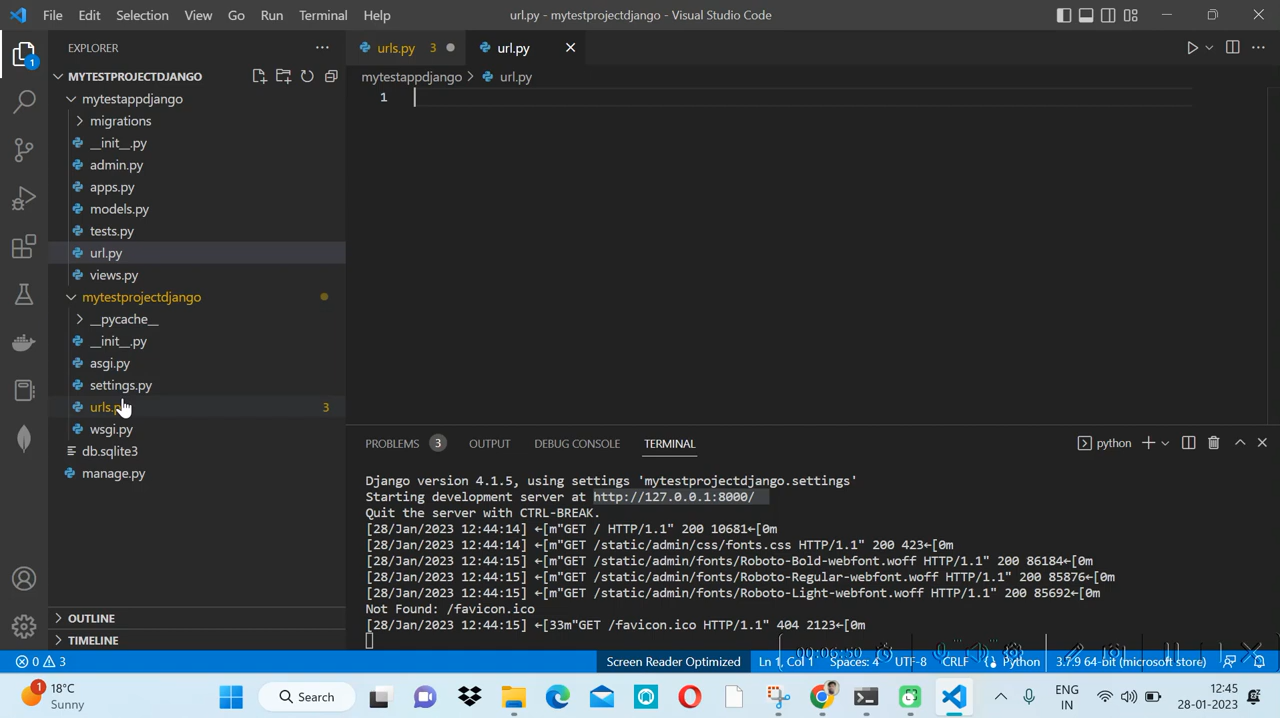 File Edit Selection View Go Run Terminal Help
url.py - mytestprojectdjango - Visual Studio Code
EXPLORER
urls.py 3
url.py
MYTESTPROJECTDJANGO
mytestappdjango > url.py
mytestappdjango
1
migrations
__init__.py
admin.py
apps.py
models.py
tests.py
url.py
views.py
mytestprojectdjango
__pycache__
__init__.py
asgi.py
settings.py
urls.p
3
wsgi.py
db.sqlite3
manage.py
OUTLINE
TIMELINE
1
PROBLEMS 3 OUTPUT DEBUG CONSOLE TERMINAL
python
Django version 4.1.5, using settings 'mytestprojectdjango.settings'
Starting development server at http://127.0.0.1:8000/
Quit the server with CTRL-BREAK.
[28/Jan/2023 12:44:14] ←[m"GET / HTTP/1.1" 200 10681←[0m
[28/Jan/2023 12:44:14] ←[m"GET /static/admin/css/fonts.css HTTP/1.1" 200 423←[0m
[28/Jan/2023 12:44:15] ←[m"GET /static/admin/fonts/Roboto-Bold-webfont.woff HTTP/1.1" 200 86184←[0m
[28/Jan/2023 12:44:15] ←[m"GET /static/admin/fonts/Roboto-Regular-webfont.woff HTTP/1.1" 200 85876←[0m
[28/Jan/2023 12:44:15] ←[m"GET /static/admin/fonts/Roboto-Light-webfont.woff HTTP/1.1" 200 85692←[0m
Not Found: /favicon.ico
[28/Jan/2023 12:44:15] ←[33m"GET /favicon.ico HTTP/1.1" 404 2123←[0m
00:06:50
0 3
Screen Reader Optimized Ln 1, Col 1 Spaces: 4 UTF-8 CRLF Python 3.7.9 64-bit (microsoft store)
1
18°C
Sunny
Search
ENG
IN
12:45
28-01-2023